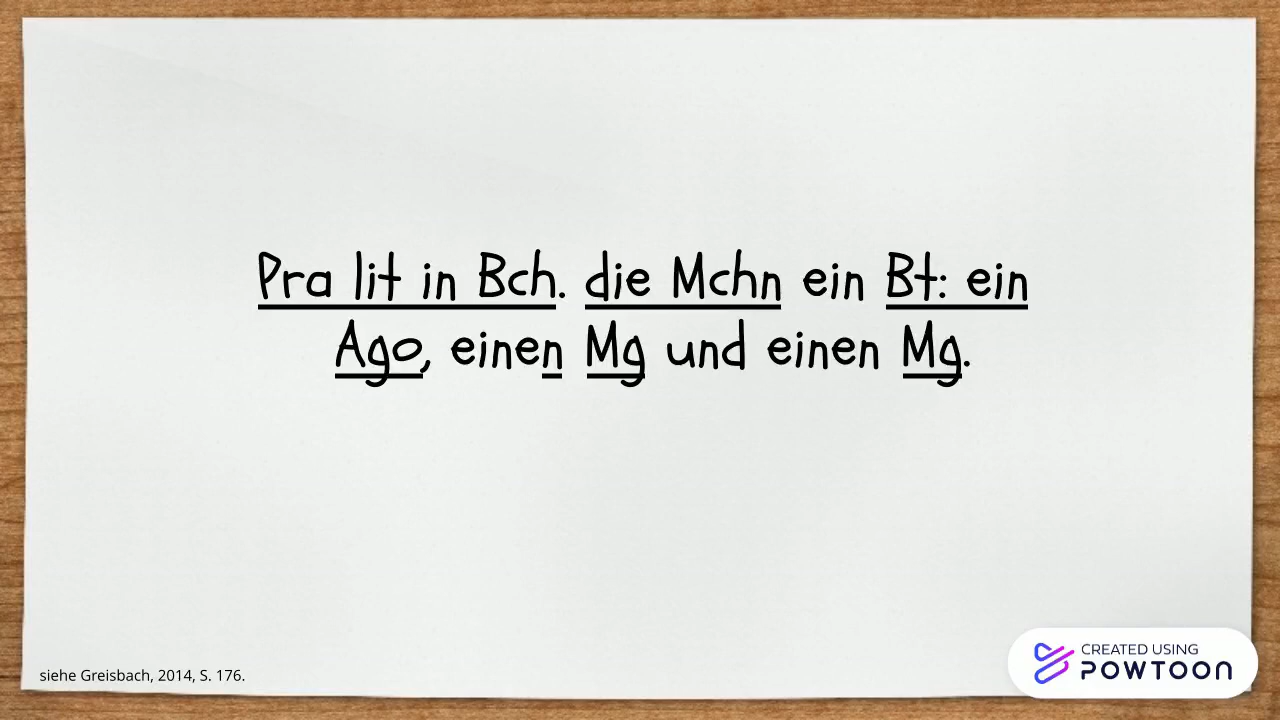 Pra lit in Bch. die Mchn ein Bt: ein
Ago, einen Mg und einen Mg.
siehe Greisbach, 2014, S. 176.
CREATED USING
POWTOON